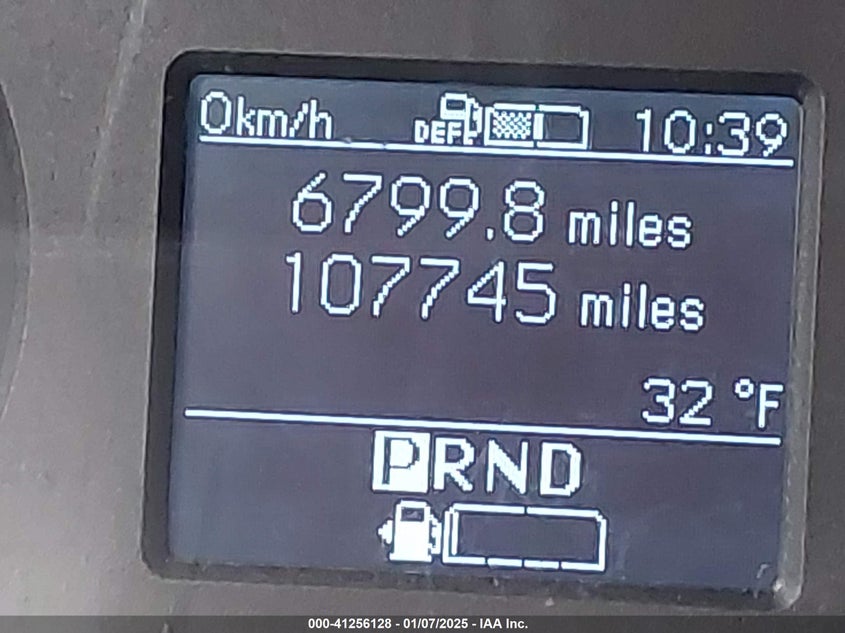 0km/h DEF 10:39
6799.8 miles
107745 miles
32 °F
PRND
000-41256128 - 01/07/2025 - IAA Inc.